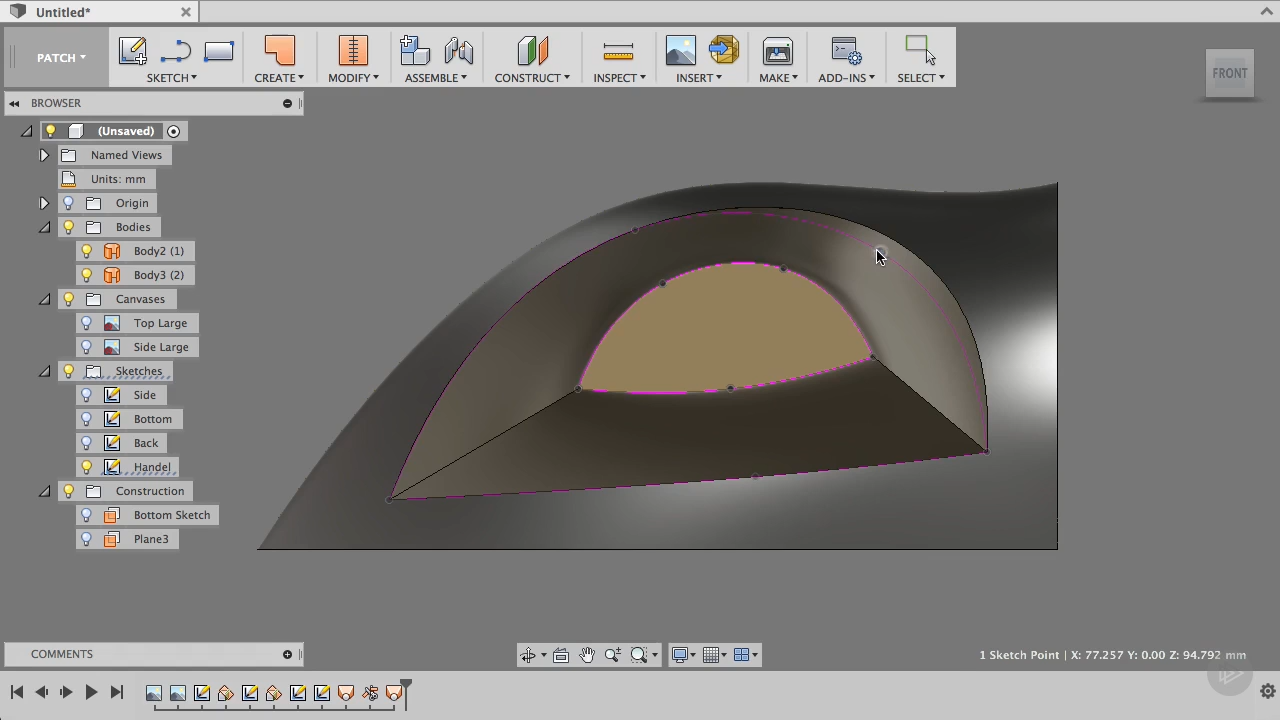 Untitled*
PATCH
SKETCH
CREATE
MODIFY
ASSEMBLE
CONSTRUCT
INSPECT
INSERT
MAKE
ADD-INS
SELECT
FRONT
BROWSER
(Unsaved)
Named Views
Units: mm
Origin
Bodies
Body2 (1)
Body3 (2)
Canvases
Top Large
Side Large
Sketches
Side
Bottom
Back
Handel
Construction
Bottom Sketch
Plane3
COMMENTS
1 Sketch Point | X: 77.257 Y: 0.00 Z: 94.792 mm